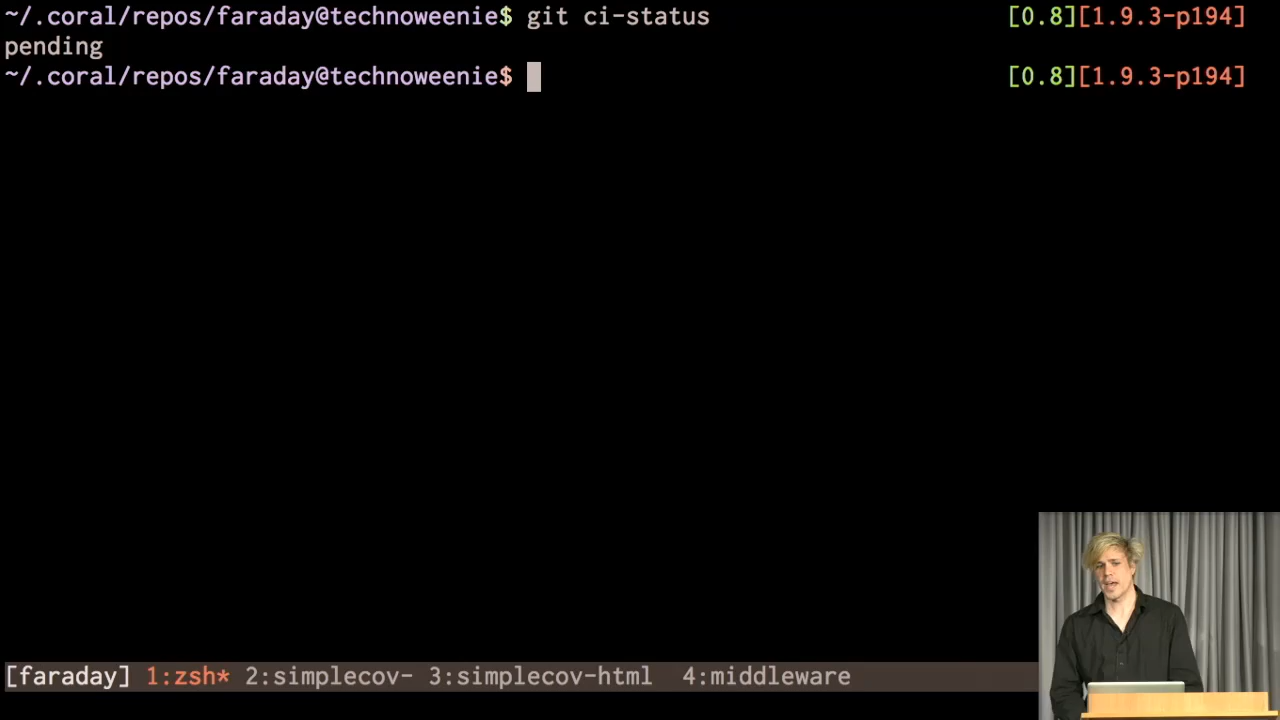 ~/.coral/repos/faraday@technoweenie$ git ci-status [0.8][1.9.3-p194]
pending
~/.coral/repos/faraday@technoweenie$ [0.8][1.9.3-p194]
[faraday] 1:zsh* 2:simplecov- 3:simplecov-html 4:middleware